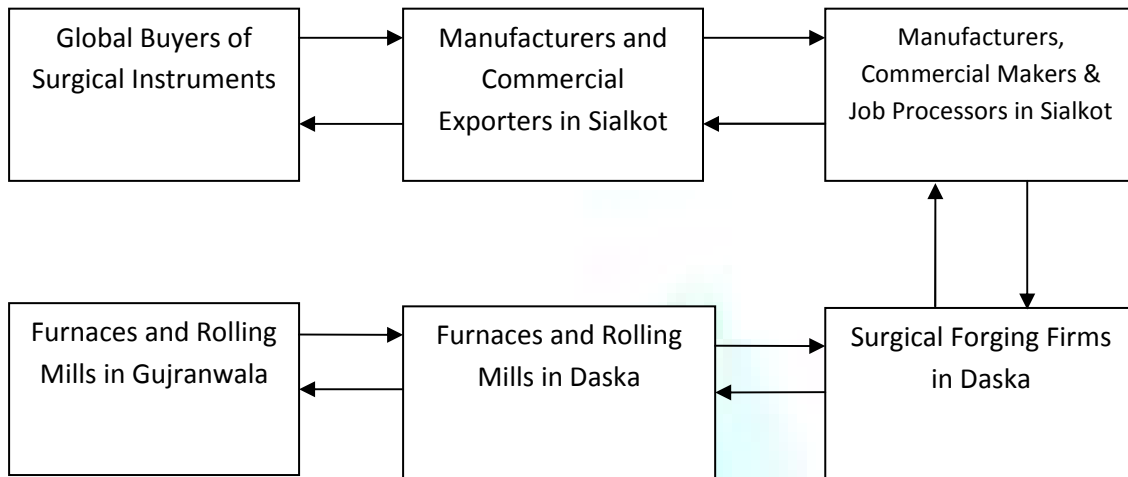 Global Buyers of
Surgical Instruments
Manufacturers and
Commercial
Exporters in Sialkot
Manufacturers,
Commercial Makers &
Job Processors in Sialkot
Furnaces and Rolling
Mills in Gujranwala
Furnaces and Rolling
Mills in Daska
Surgical Forging Firms
in Daska